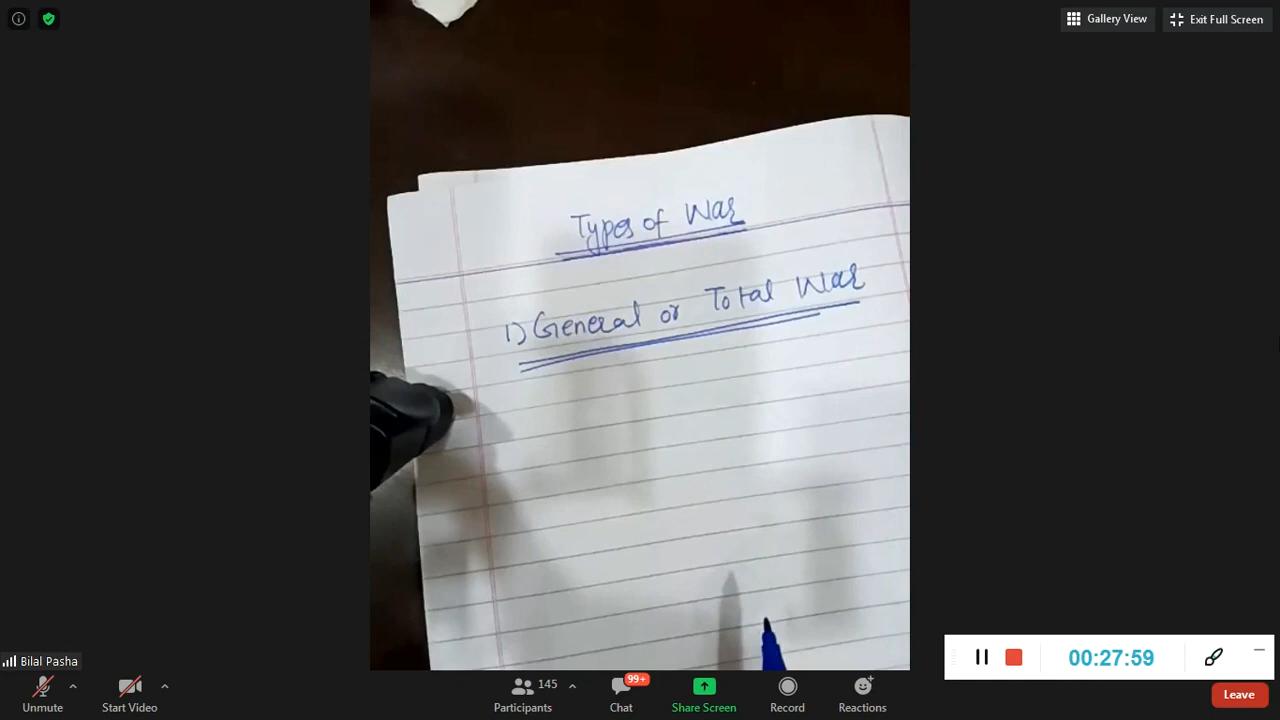 Gallery View
Exit Full Screen
Types of War
1) General or Total War
Bilal Pasha
00:27:59
Unmute
Start Video
145
Participants
99+
Chat
Share Screen
Record
Reactions
Leave